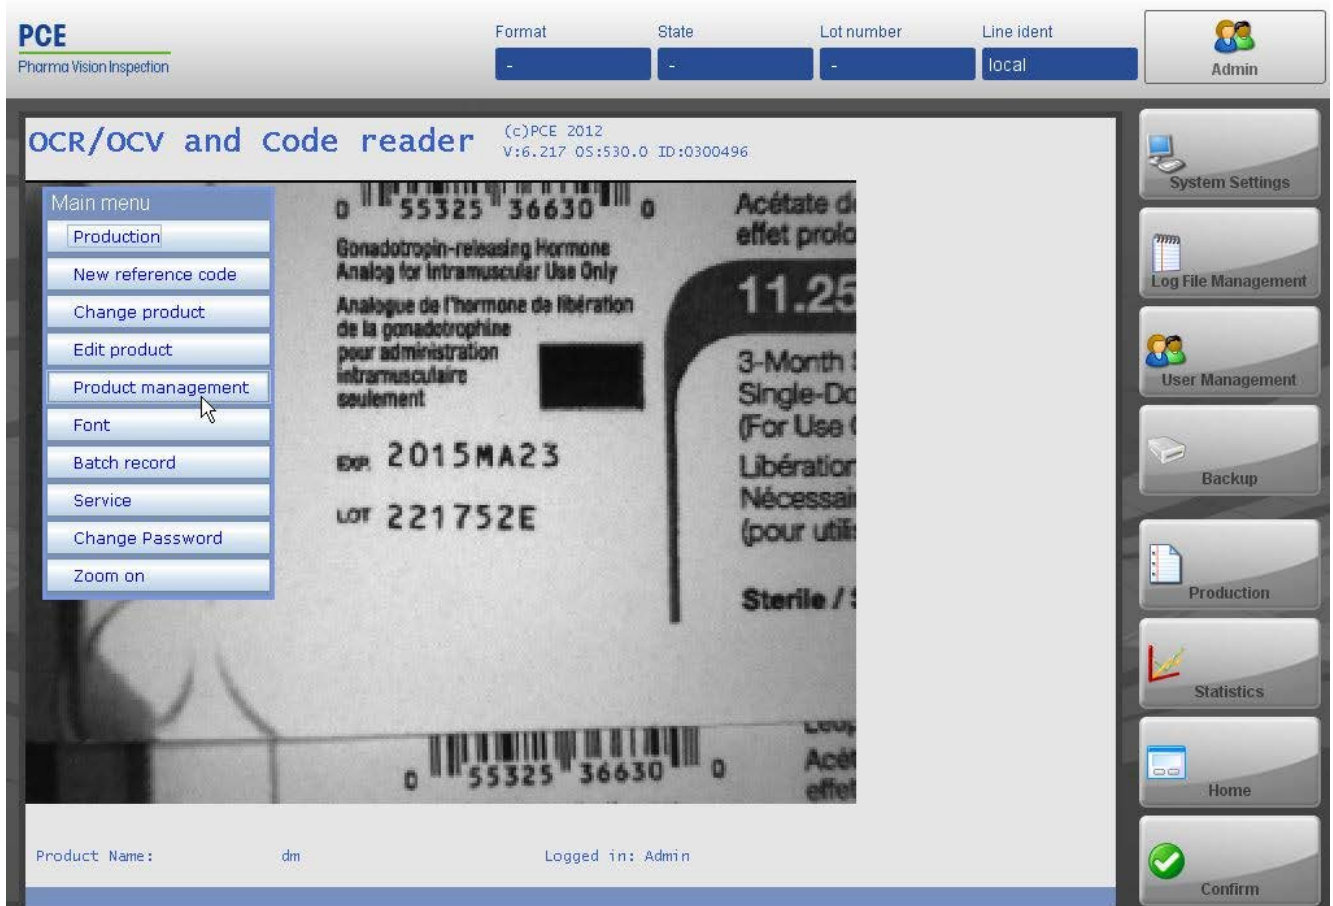 PCE
Pharma Vision Inspection
Format
State
Lot number
Line ident
-
-
-
local
Admin
OCR/OCV and Code reader
(c)PCE 2012
V:6.217 OS:530.0 ID:0300496
Main menu
Production
New reference code
Change product
Edit product
Product management
Font
Batch record
Service
Change Password
Zoom on
0 55325 36630 0
Gonadotropin-releasing Hormone
Analog for Intramuscular Use Only
Analogue de l'hormone de libération
de la gonadotrophine
pour administration
intramusculaire
seulement
EXP. 2015MA23
LOT 221752E
Acétate d
effet prolo
11.25
3-Month
Single-Do
(For Use
Libération
Nécessai
(pour utili
Sterile /
0 55325 36630 0
Acét
effet
System Settings
Log File Management
User Management
Backup
Production
Statistics
Home
Confirm
Product Name: dm
Logged in: Admin